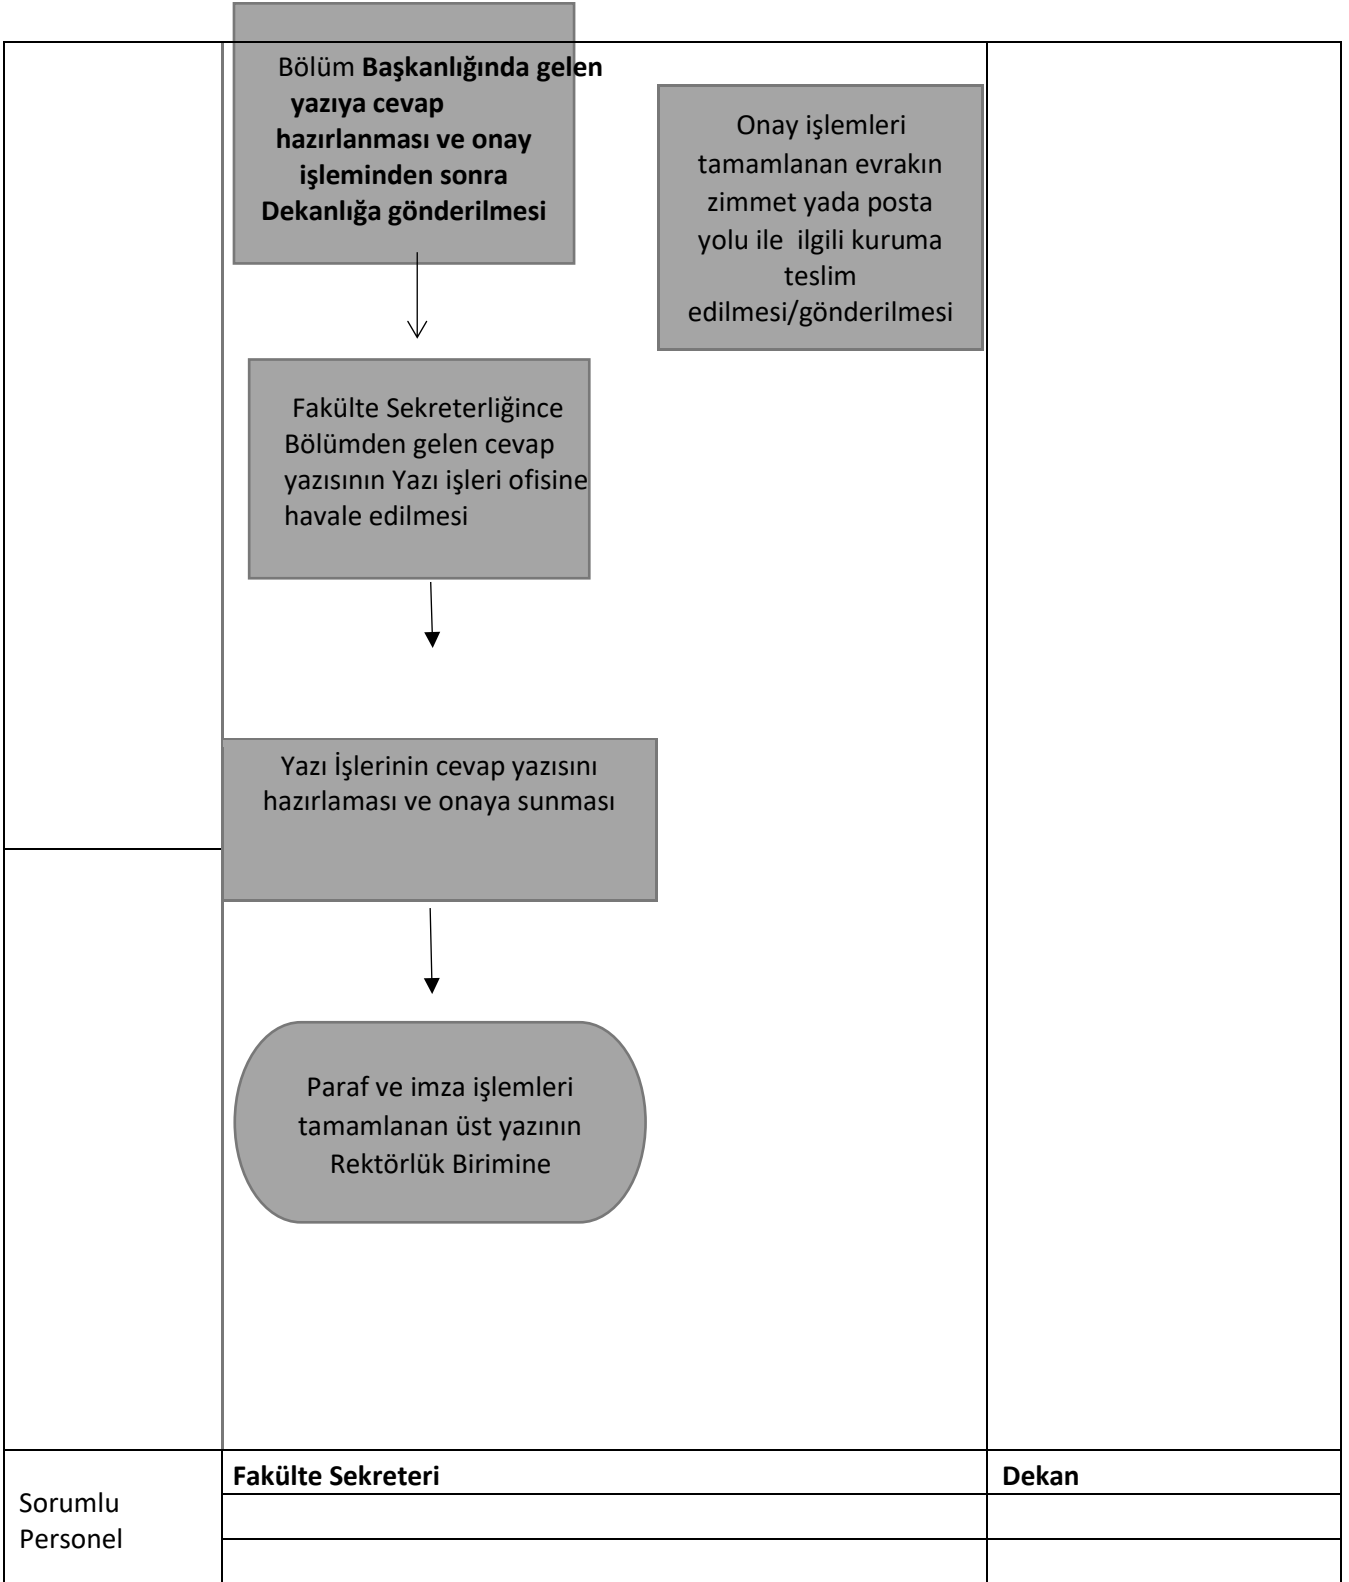 Bölüm Başkanlığında gelen
yazıya cevap
hazırlanması ve onay
işleminden sonra
Dekanlığa gönderilmesi
Onay işlemleri
tamamlanan evrakın
zimmet yada posta
yolu ile ilgili kuruma
teslim
edilmesi/gönderilmesi
Fakülte Sekreterliğince
Bölümden gelen cevap
yazısının Yazı işleri ofisine
havale edilmesi
Yazı İşlerinin cevap yazısını
hazırlaması ve onaya sunması
Paraf ve imza işlemleri
tamamlanan üst yazının
Rektörlük Birimine
Sorumlu
Personel
Fakülte Sekreteri
Dekan